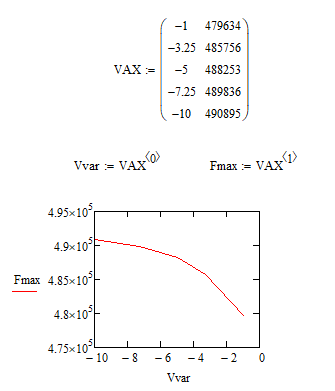 −1 479634
−3.25 485756
VAX := −5 488253
−7.25 489836
−10 490895
Vvar := VAX⟨0⟩ Fmax := VAX⟨1⟩
4.95×10⁵
4.9×10⁵
Fmax 4.85×10⁵
4.8×10⁵
4.75×10⁵
−10 −8 −6 −4 −2 0
Vvar